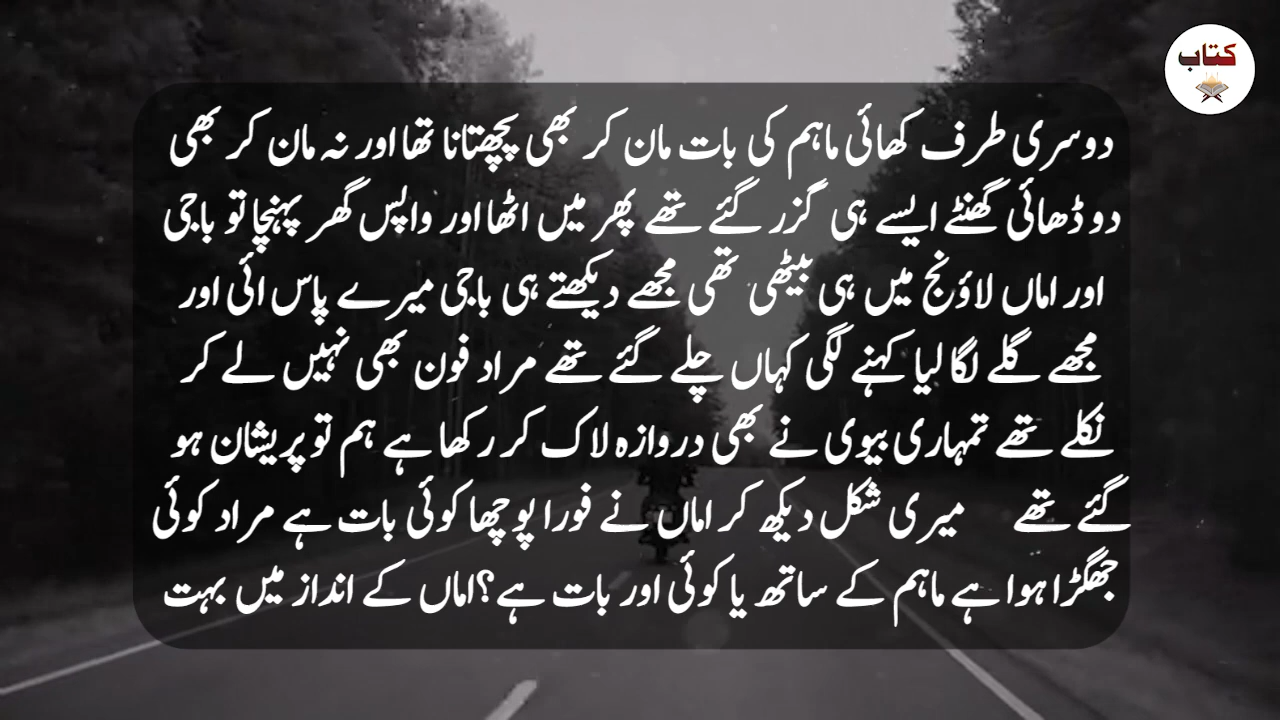 کتاب
دوسری طرف کھائی ماہم کی بات مان کر بھی پچھتانا تھا اور نہ مان کر بھی
دو ڈھائی گھنٹے ایسے ہی گزر گئے تھے پھر میں اٹھا اور واپس گھر پہنچا تو باجی
اور اماں لاؤنج میں ہی بیٹھی تھی مجھے دیکھتے ہی باجی میرے پاس ائی اور
مجھے گلے لگا لیا کہنے لگی کہاں چلے گئے تھے مراد فون بھی نہیں لے کر
نکلے تھے تمہاری بیوی نے بھی دروازہ لاک کر رکھا ہے ہم تو پریشان ہو
گئے تھے میری شکل دیکھ کر اماں نے فورا پوچھا کوئی بات ہے مراد کوئی
جھگڑا ہوا ہے ماہم کے ساتھ یا کوئی اور بات ہے؟اماں کے انداز میں بہت